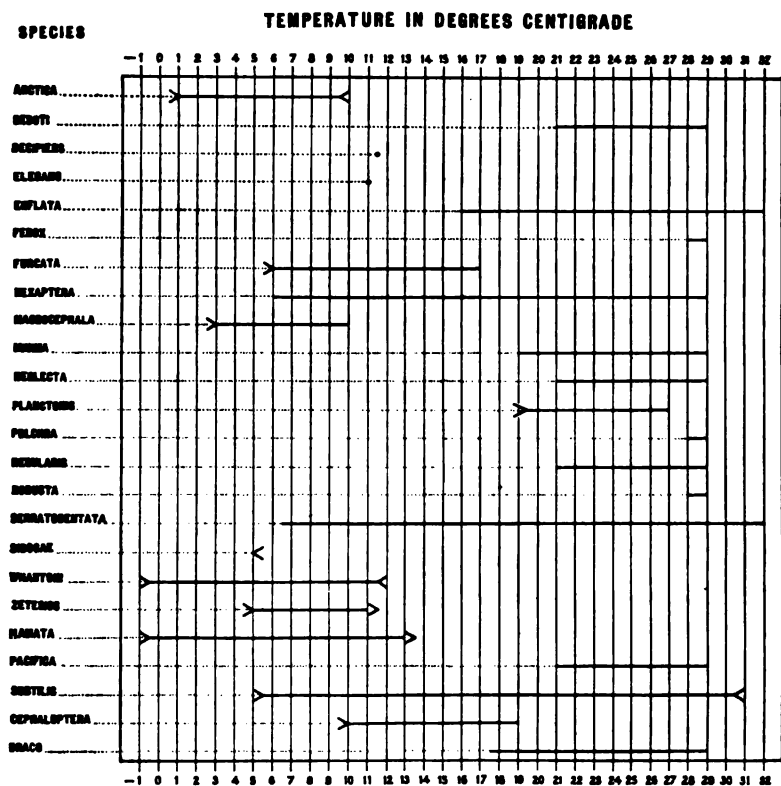 TEMPERATURE IN DEGREES CENTIGRADE
SPECIES
-1 0 1 2 3 4 5 6 7 8 9 10 11 12 13 14 15 16 17 18 19 20 21 22 23 24 25 26 27 28 29 30 31 32
ARCTICA
BEDOTI
DECIPIENS
ELEGANS
ENFLATA
FEROX
FURCATA
HEXAPTERA
MACROCEPHALA
MINIMA
NEGLECTA
PLANCTONIS
PULCHRA
REGULARIS
ROBUSTA
SERRATODENTATA
SIBOGAE
WHARTONI
ZETESIOS
HAMATA
PACIFICA
SUBTILIS
CEPHALOPTERA
DRACO
-1 0 1 2 3 4 5 6 7 8 9 10 11 12 13 14 15 16 17 18 19 20 21 22 23 24 25 26 27 28 29 30 31 32